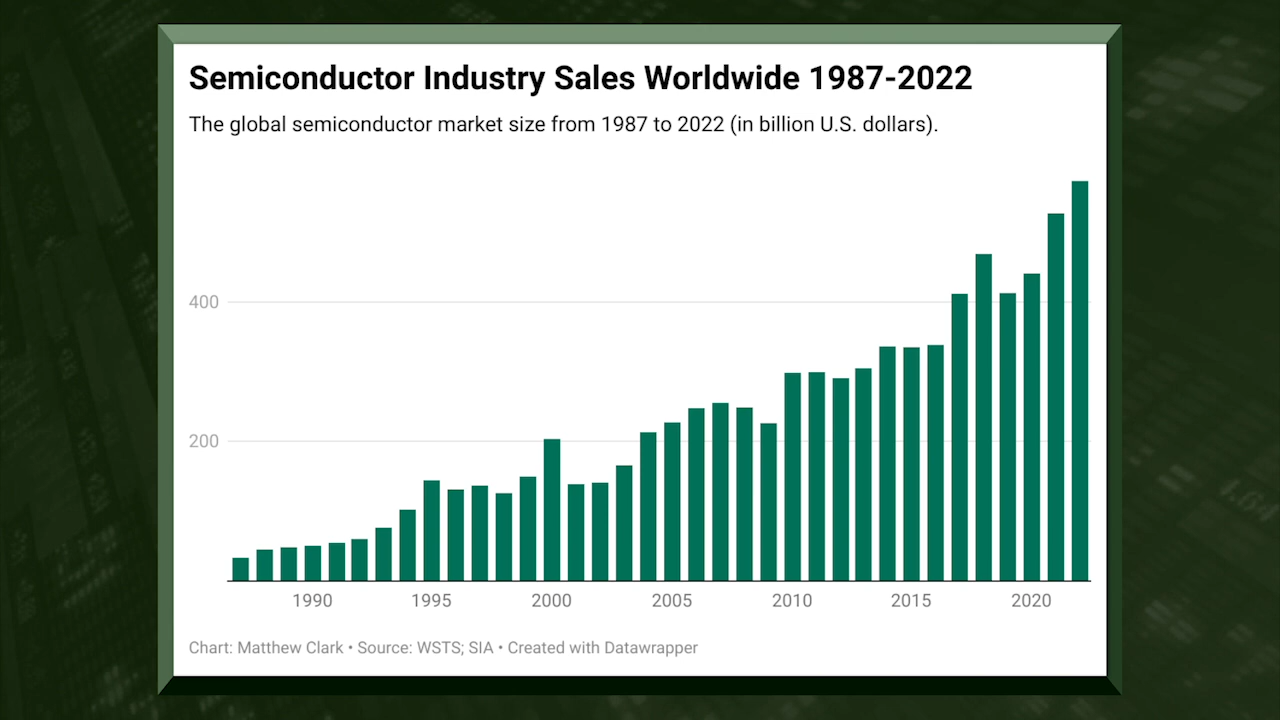 Semiconductor Industry Sales Worldwide 1987-2022
The global semiconductor market size from 1987 to 2022 (in billion U.S. dollars).
400
200
1990 1995 2000 2005 2010 2015 2020
Chart: Matthew Clark • Source: WSTS; SIA • Created with Datawrapper